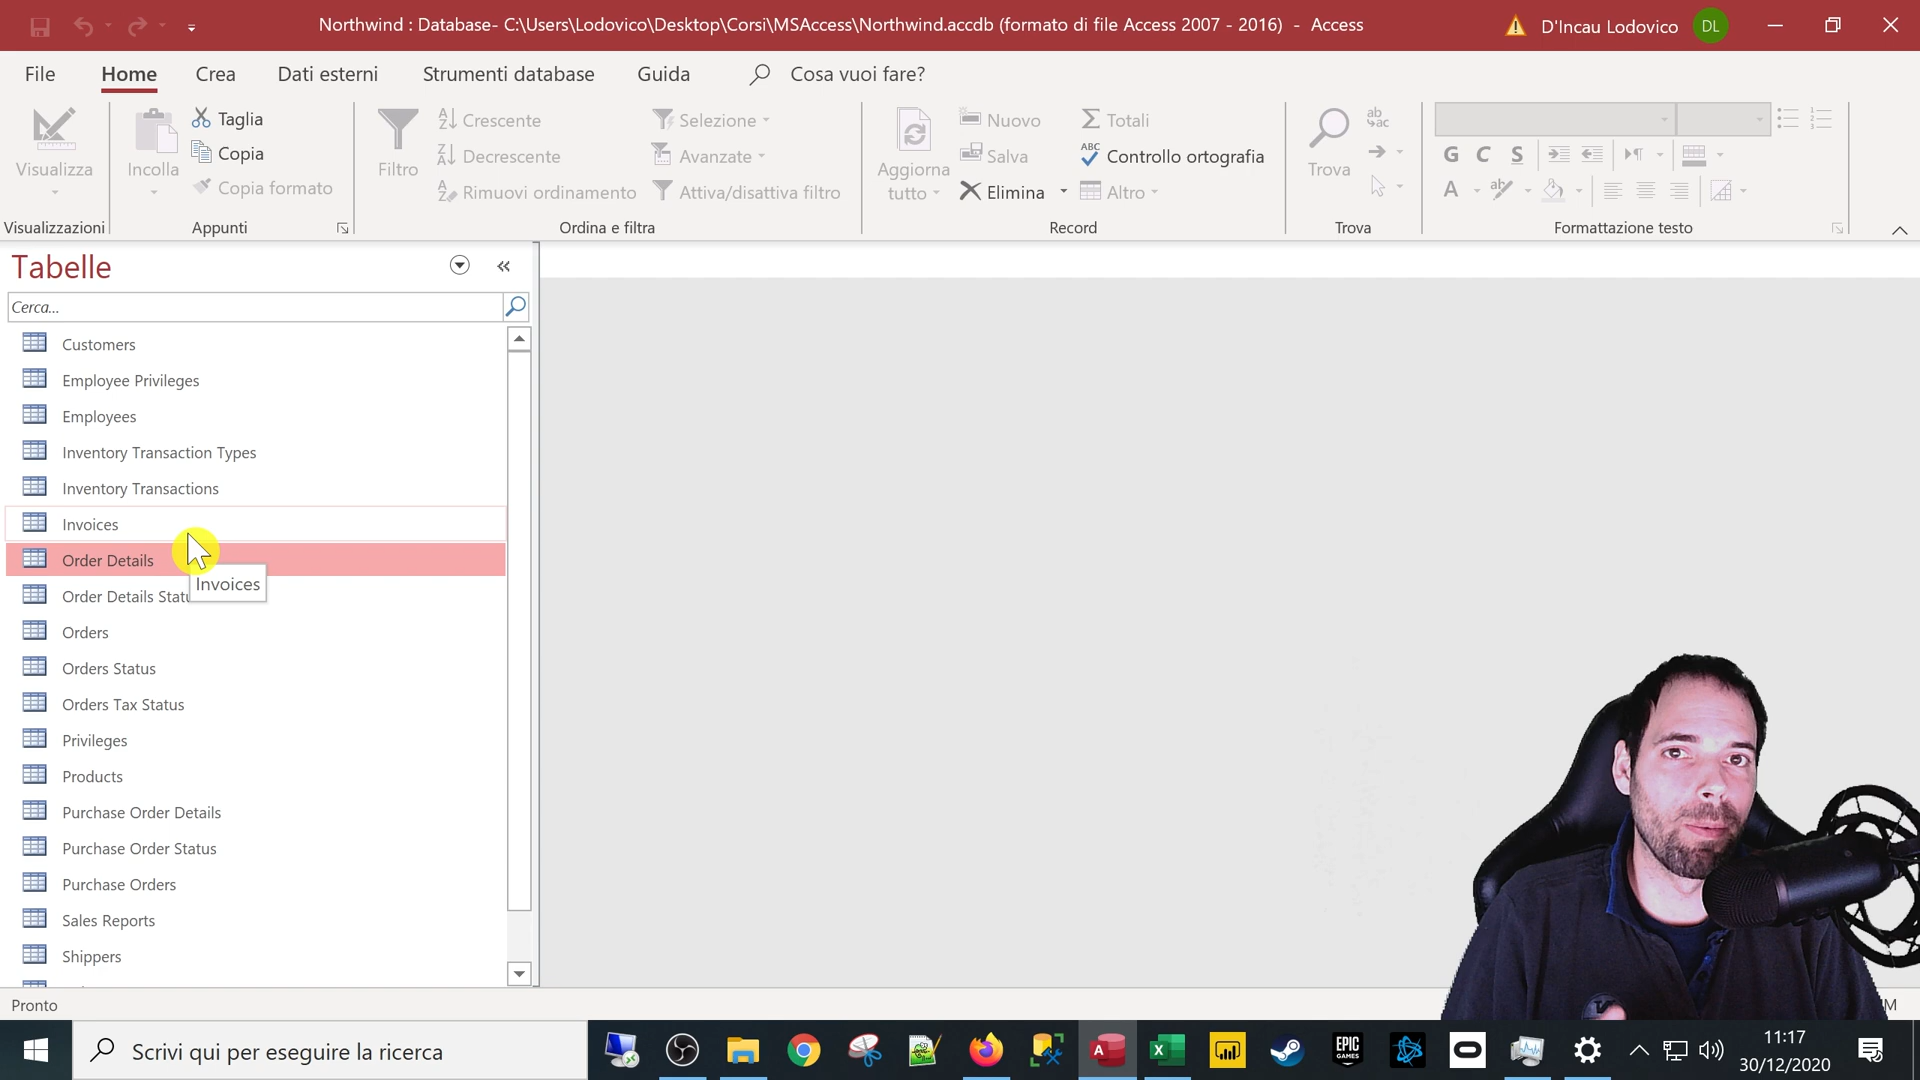 Northwind : Database- C:\Users\Lodovico\Desktop\Corsi\MSAccess\Northwind.accdb (formato di file Access 2007 - 2016) - Access
D'Incau Lodovico
DL
File
Home
Crea
Dati esterni
Strumenti database
Guida
Cosa vuoi fare?
Visualizza
Visualizzazioni
Incolla
Taglia
Copia
Copia formato
Appunti
Filtro
Crescente
Decrescente
Rimuovi ordinamento
Selezione
Avanzate
Attiva/disattiva filtro
Ordina e filtra
Aggiorna
tutto
Nuovo
Salva
Elimina
Totali
Controllo ortografia
Altro
Record
Trova
Trova
G C S
A
Formattazione testo
Tabelle
Cerca...
Customers
Employee Privileges
Employees
Inventory Transaction Types
Inventory Transactions
Invoices
Order Details
Invoices
Order Details Statu
Orders
Orders Status
Orders Tax Status
Privileges
Products
Purchase Order Details
Purchase Order Status
Purchase Orders
Sales Reports
Shippers
Pronto
Scrivi qui per eseguire la ricerca
EPIC
GAMES
11:17
30/12/2020